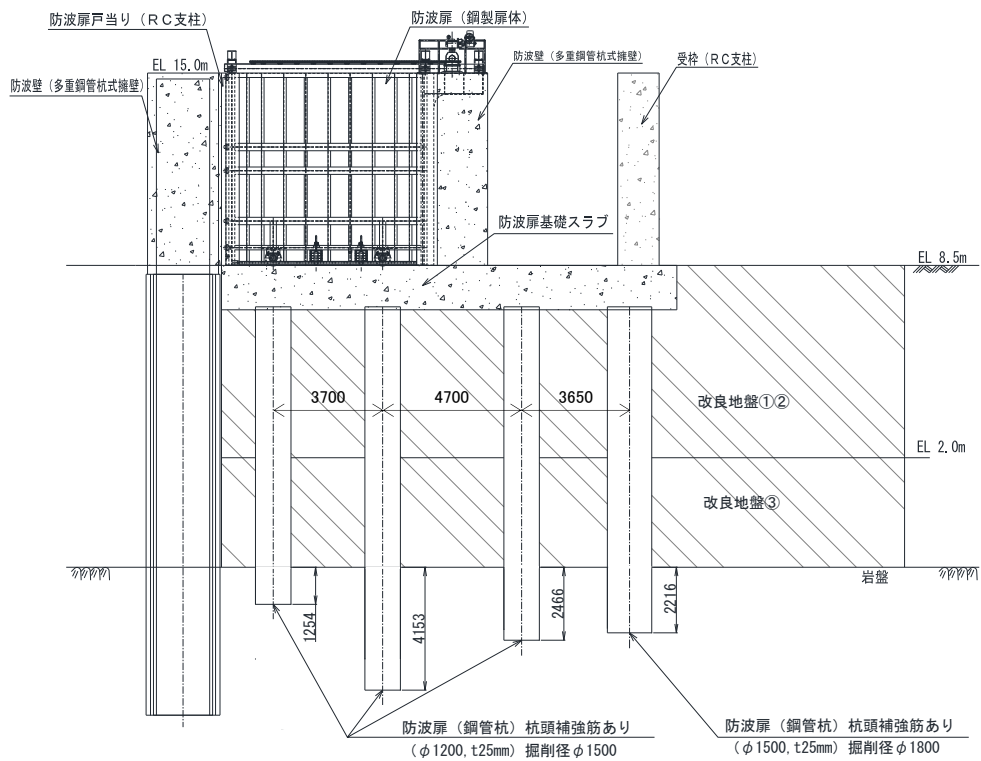 防波扉戸当り（ＲＣ支柱）
防波扉（鋼製扉体）
EL 15.0m
防波壁（多重鋼管杭式擁壁）
受枠（ＲＣ支柱）
防波壁（多重鋼管杭式擁壁）
防波扉基礎スラブ
EL 8.5m
3700
4700
3650
改良地盤①②
EL 2.0m
改良地盤③
岩盤
1254
4153
2466
2216
防波扉（鋼管杭）杭頭補強筋あり
（φ1200,t25mm）掘削径φ1500
防波扉（鋼管杭）杭頭補強筋あり
（φ1500,t25mm）掘削径φ1800